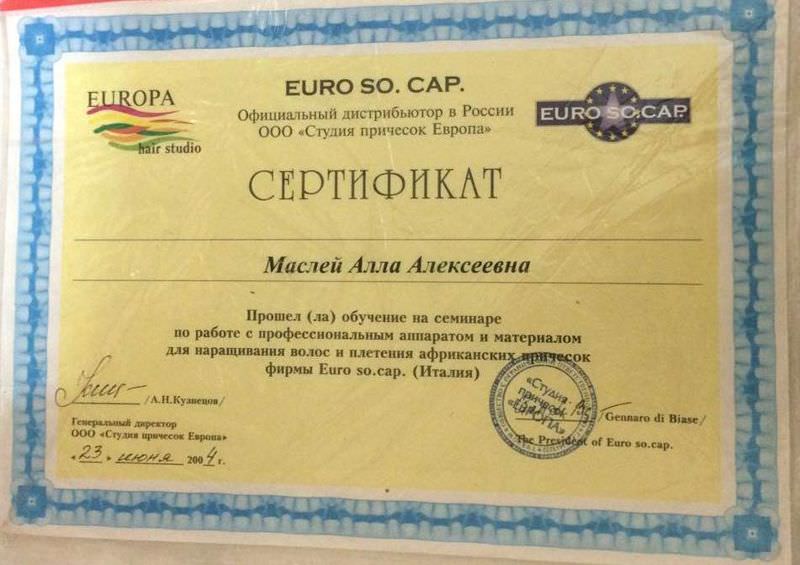 EUROPA
hair studio
EURO SO. CAP.
Официальный дистрибьютор в России
ООО «Студия причесок Европа»
EURO SO.CAP.
СЕРТИФИКАТ
Маслей Алла Алексеевна
Прошел (ла) обучение на семинаре
по работе с профессиональным аппаратом и материалом
для наращивания волос и плетения африканских причесок
фирмы Euro so.cap. (Италия)
/А.Н.Кузнецов/
Генеральный директор
ООО «Студия причесок Европа»
«23» июня 2004 г.
«Студия
причесок
«ЕВРОПА»
/Gennaro di Biase/
The President of Euro so.cap.